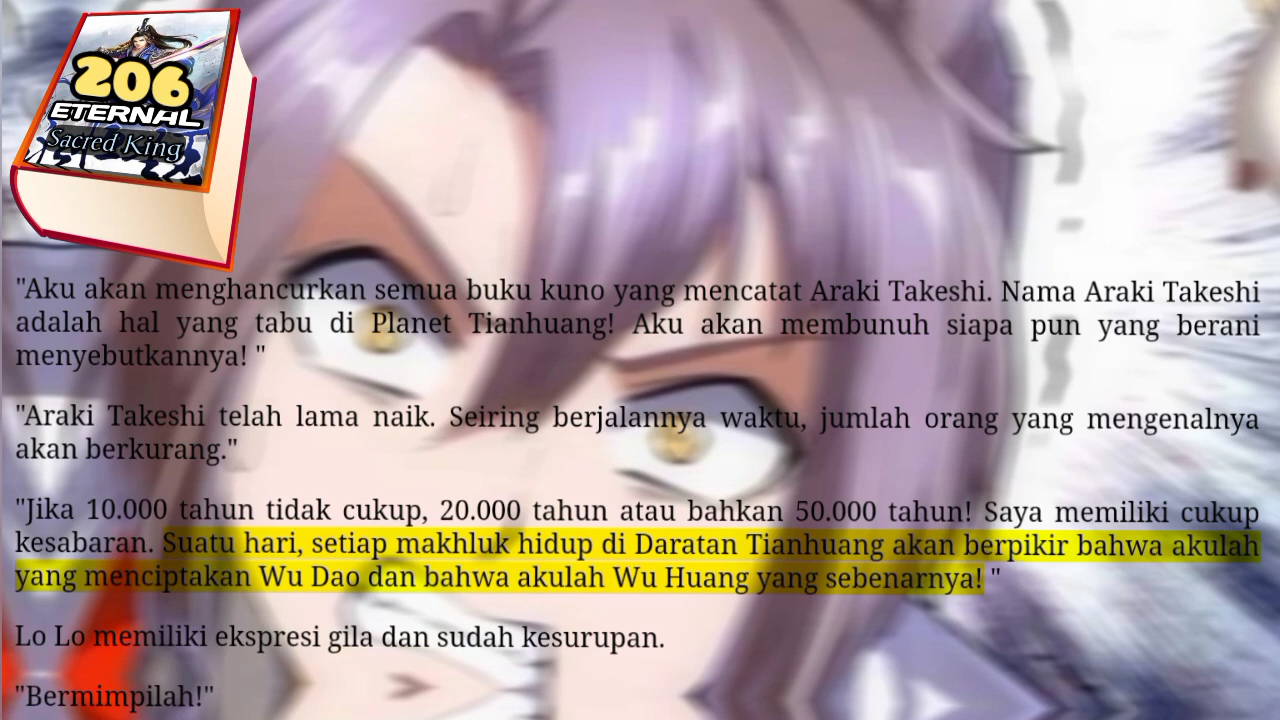 206
ETERNAL
Sacred King
"Aku akan menghancurkan semua buku kuno yang mencatat Araki Takeshi. Nama Araki Takeshi
adalah hal yang tabu di Planet Tianhuang! Aku akan membunuh siapa pun yang berani
menyebutkannya! "
"Araki Takeshi telah lama naik. Seiring berjalannya waktu, jumlah orang yang mengenalnya
akan berkurang."
"Jika 10.000 tahun tidak cukup, 20.000 tahun atau bahkan 50.000 tahun! Saya memiliki cukup
kesabaran. Suatu hari, setiap makhluk hidup di Daratan Tianhuang akan berpikir bahwa akulah
yang menciptakan Wu Dao dan bahwa akulah Wu Huang yang sebenarnya! "
Lo Lo memiliki ekspresi gila dan sudah kesurupan.
"Bermimpilah!"